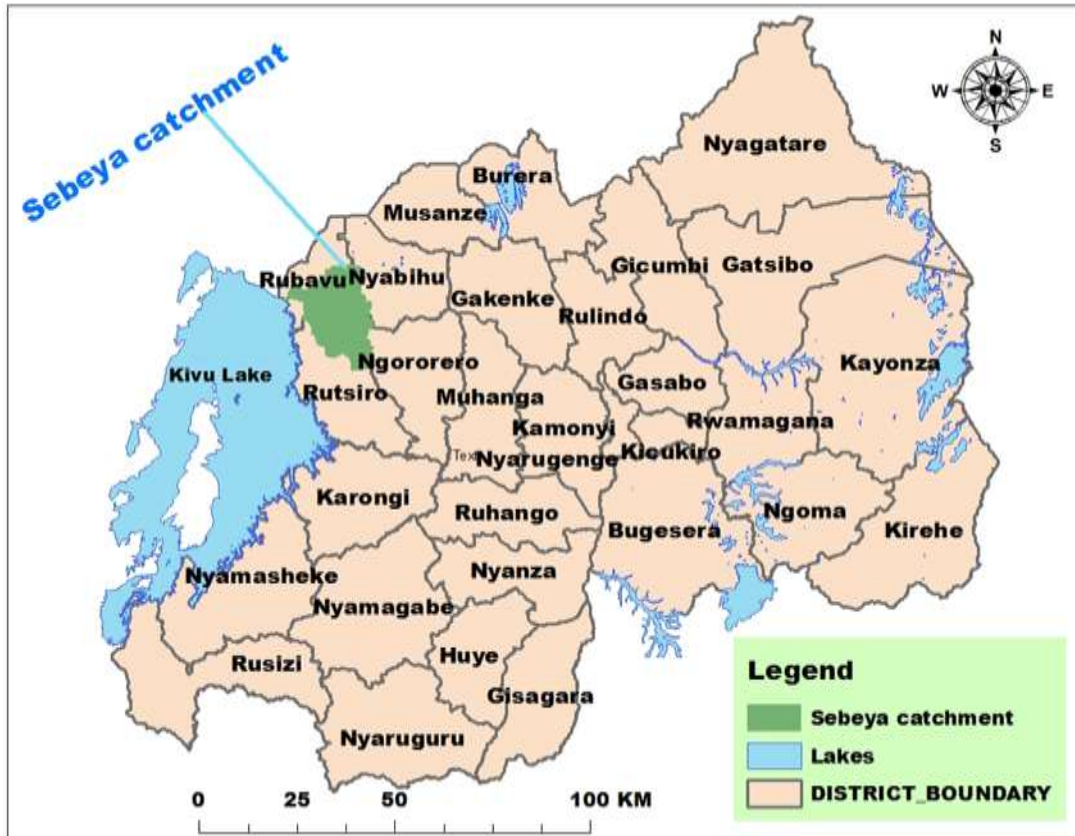 Sebeya catchment
N
W
E
S
Nyagatare
Burera
Musanze
Gicumbi
Gatsibo
Rubavu
Nyabihu
Gakenke
Rulindo
Kivu Lake
Ngororero
Rutsiro
Muhanga
Gasabo
Kayonza
Kamonyi
Rwamagana
Tex
Nyarugenge
Kicukiro
Karongi
Ruhango
Bugesera
Ngoma
Kirehe
Nyamasheke
Nyamagabe
Nyanza
Rusizi
Huye
Gisagara
Nyaruguru
Legend
Sebeya catchment
Lakes
DISTRICT_BOUNDARY
0 25 50 100 KM